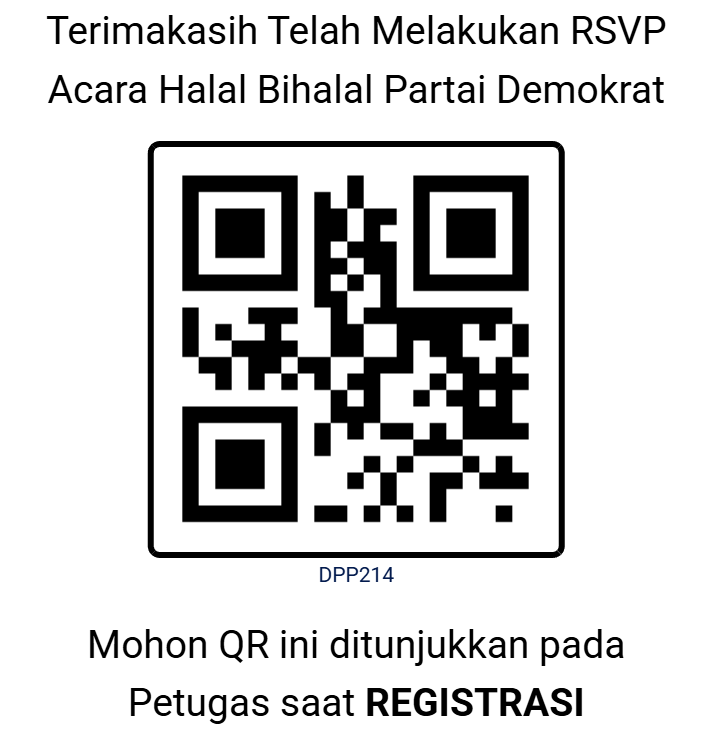 Terimakasih Telah Melakukan RSVP
Acara Halal Bihalal Partai Demokrat
DPP214
Mohon QR ini ditunjukkan pada
Petugas saat REGISTRASI